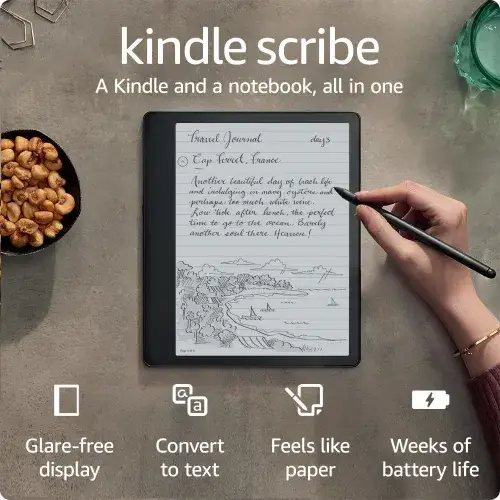 kindle scribe
A Kindle and a notebook, all in one
Travel Journal day 3
Cap Ferret, France
Another beautiful day of beach life
and indulging in many oysters and
perhaps too much white wine.
Row tide after lunch, the perfect
time to go to the ocean. Barely
another soul there Heaven!
Glare-free
display
Convert
to text
Feels like
paper
Weeks of
battery life